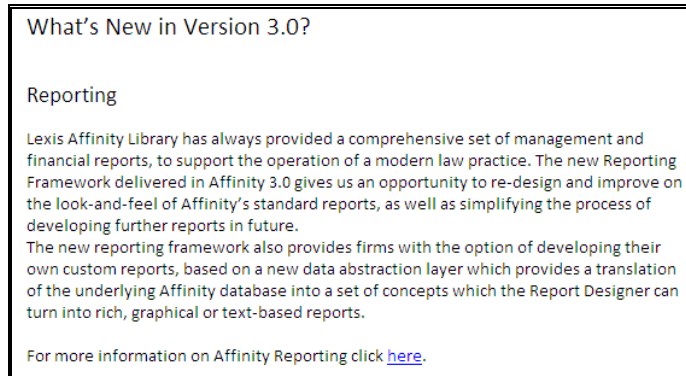 What's New in Version 3.0?
Reporting
Lexis Affinity Library has always provided a comprehensive set of management and
financial reports, to support the operation of a modern law practice. The new Reporting
Framework delivered in Affinity 3.0 gives us an opportunity to re-design and improve on
the look-and-feel of Affinity's standard reports, as well as simplifying the process of
developing further reports in future.
The new reporting framework also provides firms with the option of developing their
own custom reports, based on a new data abstraction layer which provides a translation
of the underlying Affinity database into a set of concepts which the Report Designer can
turn into rich, graphical or text-based reports.
For more information on Affinity Reporting click here.